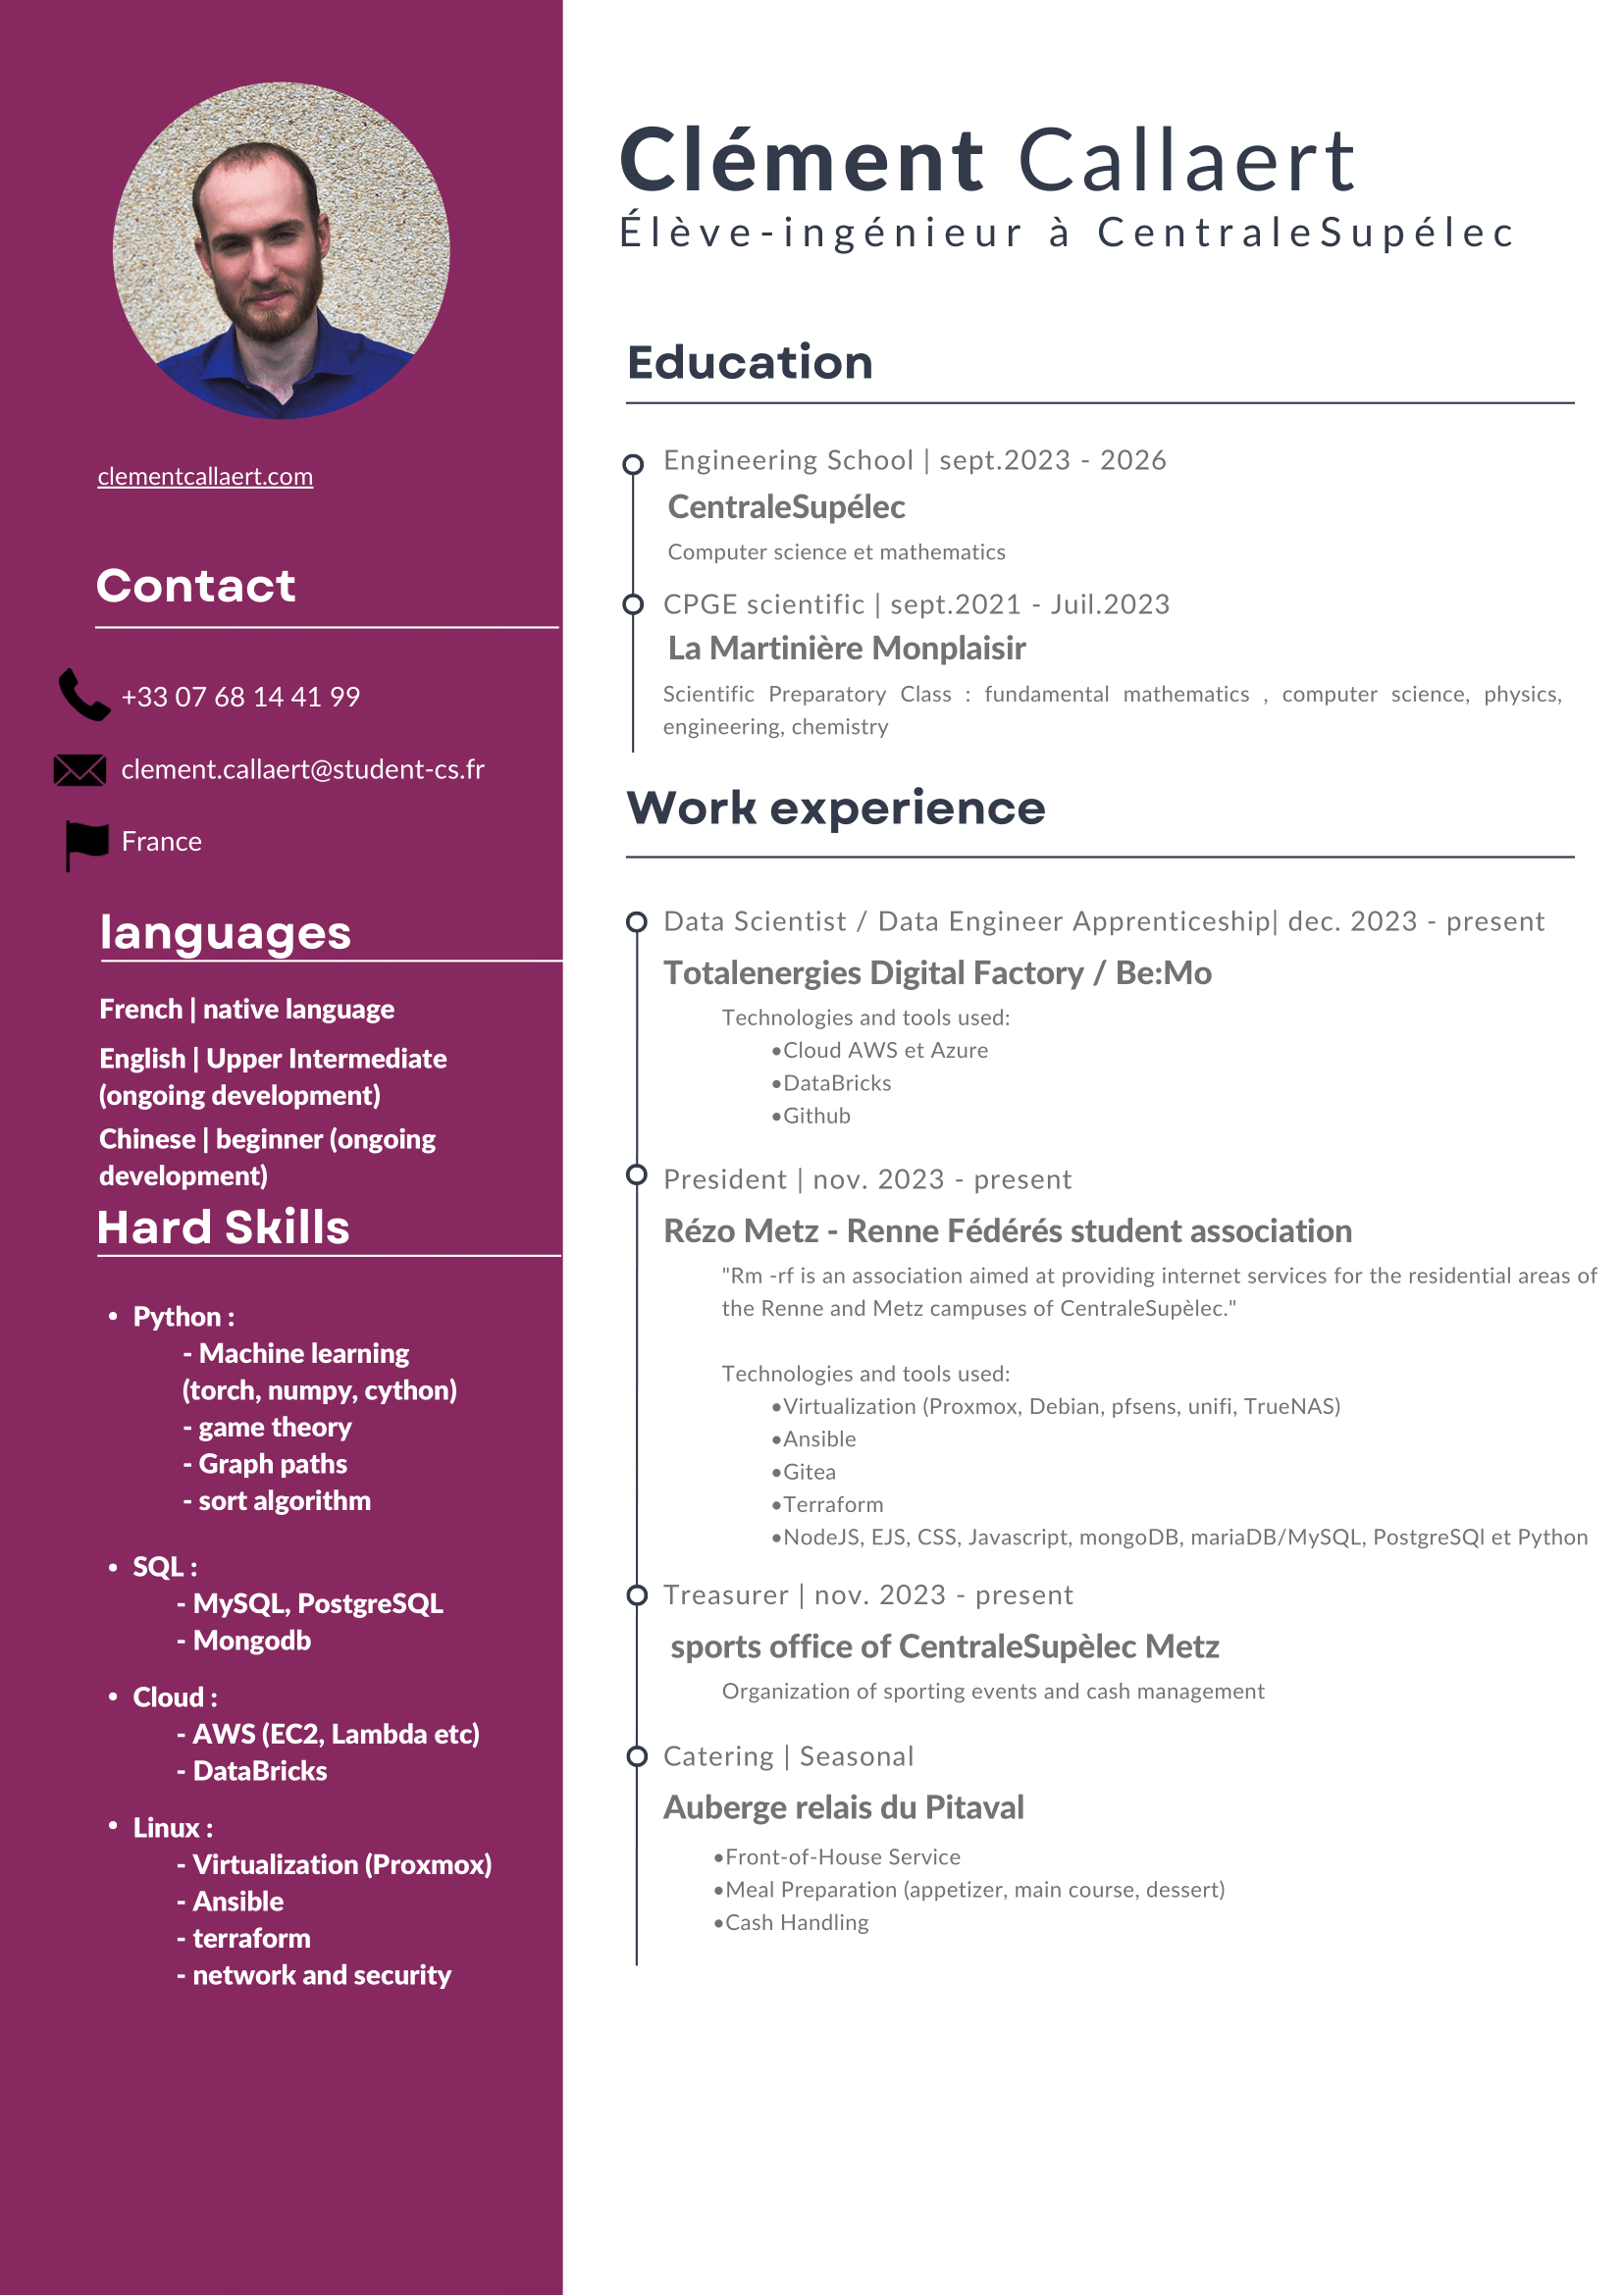 clementcallaert.com
Contact
+33 07 68 14 41 99
clement.callaert@student-cs.fr
France
languages
French | native language
English | Upper Intermediate
(ongoing development)
Chinese | beginner (ongoing
development)
Hard Skills
• Python :
- Machine learning
(torch, numpy, cython)
- game theory
- Graph paths
- sort algorithm
• SQL :
- MySQL, PostgreSQL
- Mongodb
• Cloud :
- AWS (EC2, Lambda etc)
- DataBricks
• Linux :
- Virtualization (Proxmox)
- Ansible
- terraform
- network and security
Clément Callaert
Élève-ingénieur à CentraleSupélec
Education
Engineering School | sept.2023 - 2026
CentraleSupélec
Computer science et mathematics
CPGE scientific | sept.2021 - Juil.2023
La Martinière Monplaisir
Scientific Preparatory Class : fundamental mathematics , computer science, physics,
engineering, chemistry
Work experience
Data Scientist / Data Engineer Apprenticeship| dec. 2023 - present
Totalenergies Digital Factory / Be:Mo
Technologies and tools used:
•Cloud AWS et Azure
•DataBricks
•Github
President | nov. 2023 - present
Rézo Metz - Renne Fédérés student association
"Rm -rf is an association aimed at providing internet services for the residential areas of
the Renne and Metz campuses of CentraleSupèlec."
Technologies and tools used:
•Virtualization (Proxmox, Debian, pfsens, unifi, TrueNAS)
•Ansible
•Gitea
•Terraform
•NodeJS, EJS, CSS, Javascript, mongoDB, mariaDB/MySQL, PostgreSQl et Python
Treasurer | nov. 2023 - present
sports office of CentraleSupèlec Metz
Organization of sporting events and cash management
Catering | Seasonal
Auberge relais du Pitaval
•Front-of-House Service
•Meal Preparation (appetizer, main course, dessert)
•Cash Handling